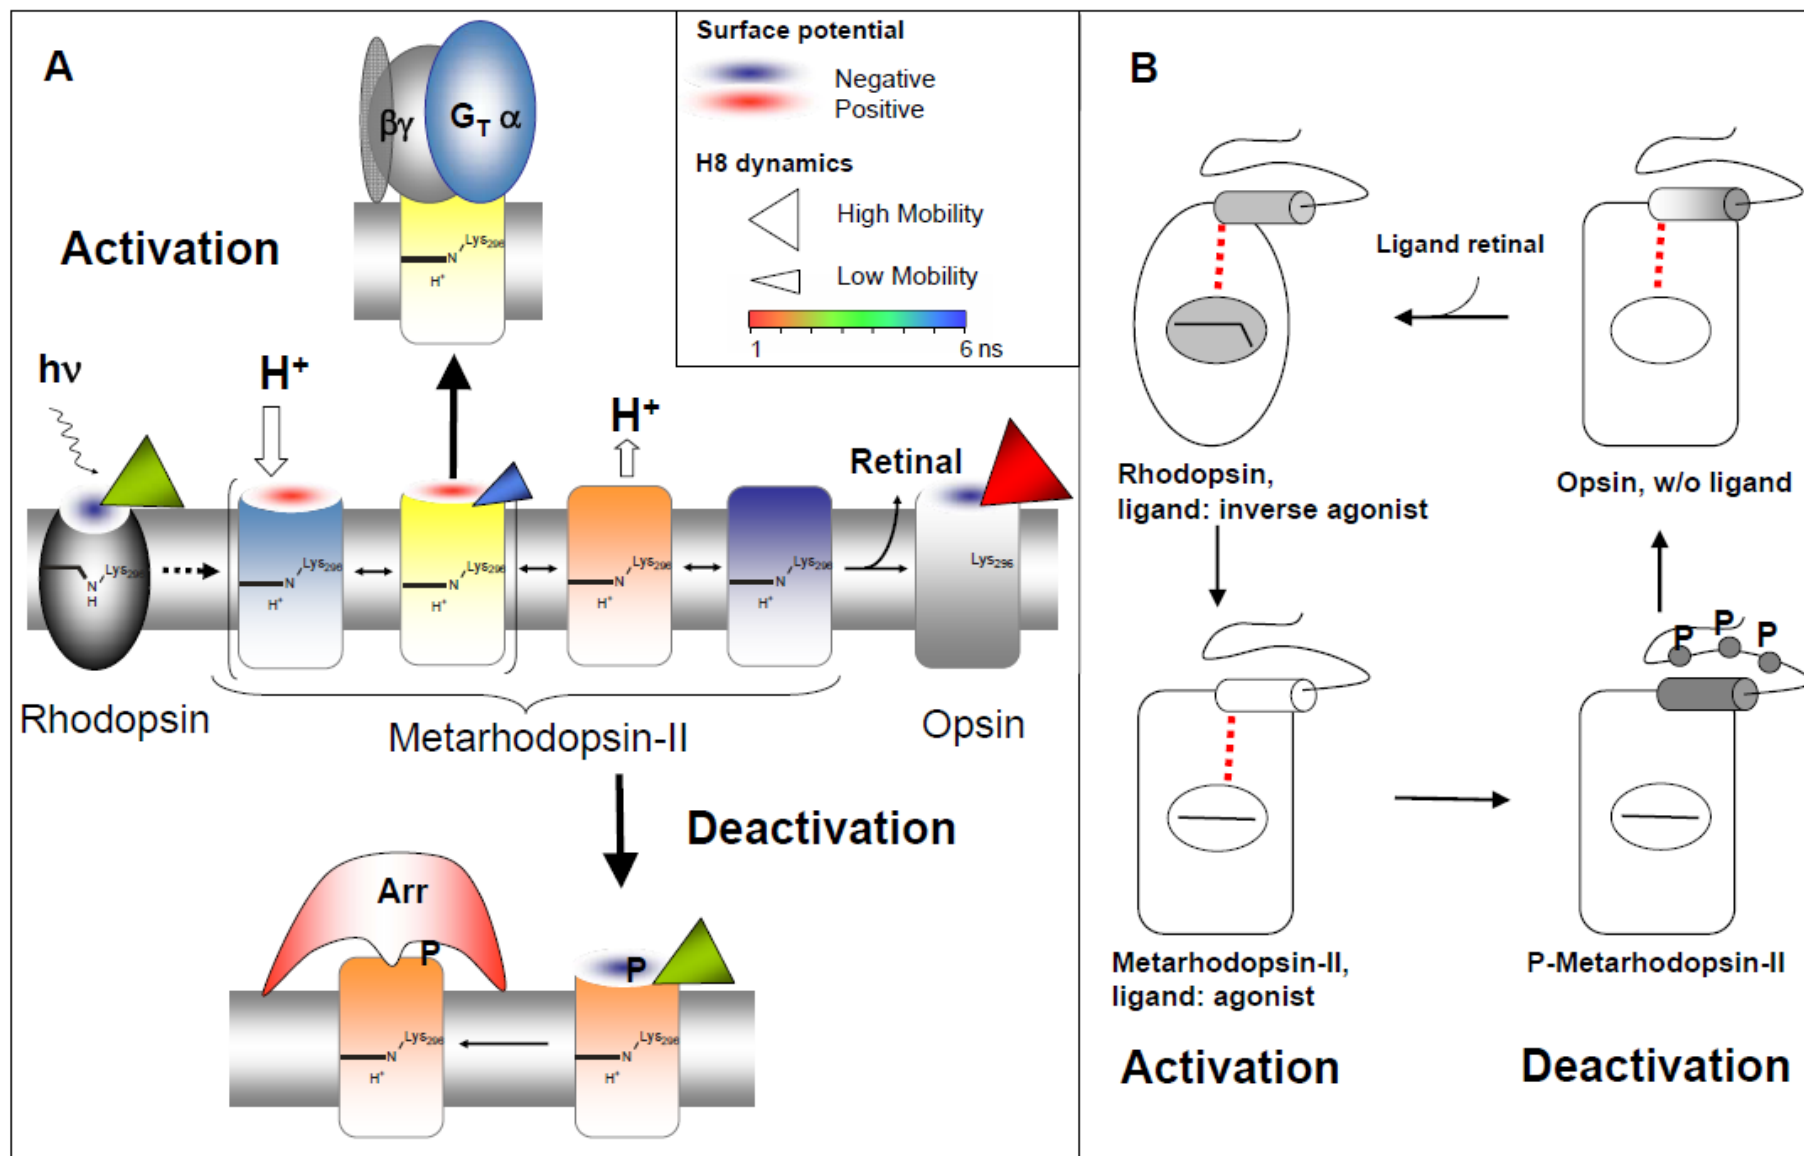 A
βγ
G_T α
Lys₂₉₆
N
H⁺
Activation
Surface potential
Negative
Positive
H8 dynamics
High Mobility
Low Mobility
1
6 ns
hν
H⁺
H⁺
Retinal
Lys₂₉₆
N
H
Lys₂₉₆
N
H⁺
Lys₂₉₆
N
H⁺
Lys₂₉₆
N
H⁺
Lys₂₉₆
N
H⁺
Lys₂₉₆
Rhodopsin
Metarhodopsin-II
Opsin
Deactivation
Arr
P
P
Lys₂₉₆
N
H⁺
Lys₂₉₆
N
H⁺
B
Ligand retinal
Rhodopsin,
ligand: inverse agonist
Opsin, w/o ligand
P
P
P
Metarhodopsin-II,
ligand: agonist
P-Metarhodopsin-II
Activation
Deactivation